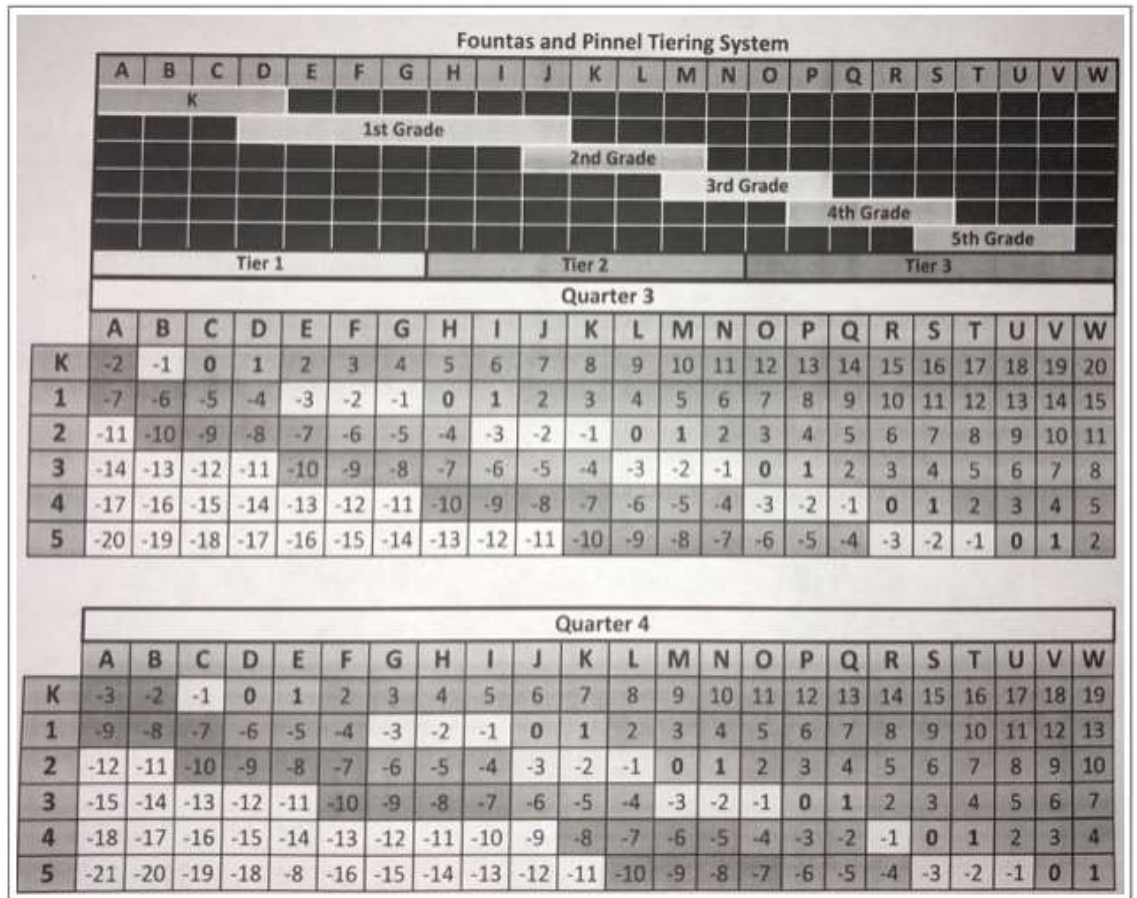 Fountas and Pinnel Tiering System
A B C D E F G H I J K L M N O P Q R S T U V W
K
1st Grade
2nd Grade
3rd Grade
4th Grade
5th Grade
Tier 1 Tier 2 Tier 3
Quarter 3
A B C D E F G H I J K L M N O P Q R S T U V W
K -2 -1 0 1 2 3 4 5 6 7 8 9 10 11 12 13 14 15 16 17 18 19 20
1 -7 -6 -5 -4 -3 -2 -1 0 1 2 3 4 5 6 7 8 9 10 11 12 13 14 15
2 -11 -10 -9 -8 -7 -6 -5 -4 -3 -2 -1 0 1 2 3 4 5 6 7 8 9 10 11
3 -14 -13 -12 -11 -10 -9 -8 -7 -6 -5 -4 -3 -2 -1 0 1 2 3 4 5 6 7 8
4 -17 -16 -15 -14 -13 -12 -11 -10 -9 -8 -7 -6 -5 -4 -3 -2 -1 0 1 2 3 4 5
5 -20 -19 -18 -17 -16 -15 -14 -13 -12 -11 -10 -9 -8 -7 -6 -5 -4 -3 -2 -1 0 1 2
Quarter 4
A B C D E F G H I J K L M N O P Q R S T U V W
K -3 -2 -1 0 1 2 3 4 5 6 7 8 9 10 11 12 13 14 15 16 17 18 19
1 -9 -8 -7 -6 -5 -4 -3 -2 -1 0 1 2 3 4 5 6 7 8 9 10 11 12 13
2 -12 -11 -10 -9 -8 -7 -6 -5 -4 -3 -2 -1 0 1 2 3 4 5 6 7 8 9 10
3 -15 -14 -13 -12 -11 -10 -9 -8 -7 -6 -5 -4 -3 -2 -1 0 1 2 3 4 5 6 7
4 -18 -17 -16 -15 -14 -13 -12 -11 -10 -9 -8 -7 -6 -5 -4 -3 -2 -1 0 1 2 3 4
5 -21 -20 -19 -18 -8 -16 -15 -14 -13 -12 -11 -10 -9 -8 -7 -6 -5 -4 -3 -2 -1 0 1